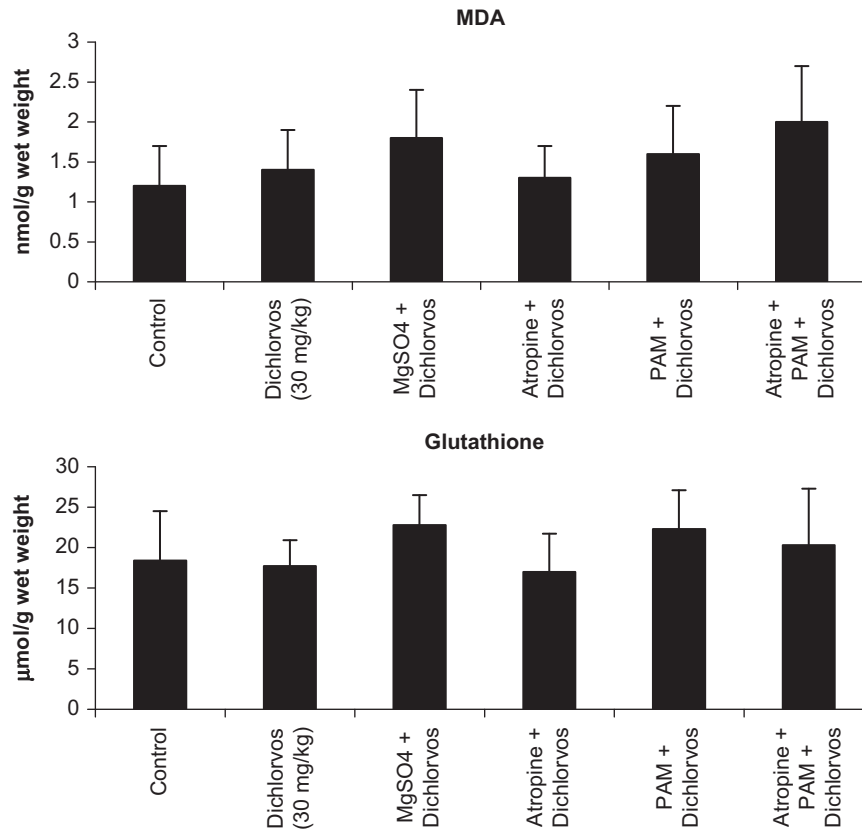 MDA
nmol/g wet weight
3
2.5
2
1.5
1
0.5
0
Control
Dichlorvos
(30 mg/kg)
MgSO4 +
Dichlorvos
Atropine +
Dichlorvos
PAM +
Dichlorvos
Atropine +
PAM +
Dichlorvos
Glutathione
µmol/g wet weight
30
25
20
15
10
5
0
Control
Dichlorvos
(30 mg/kg)
MgSO4 +
Dichlorvos
Atropine +
Dichlorvos
PAM +
Dichlorvos
Atropine +
PAM +
Dichlorvos